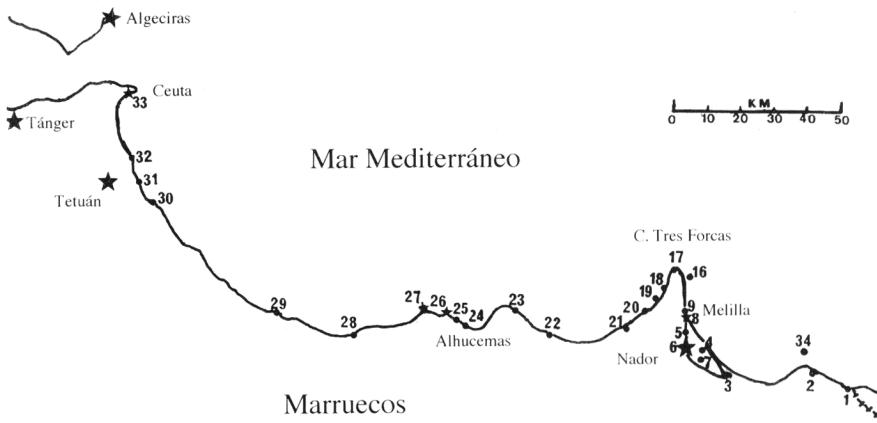 Algeciras
Ceuta
33
Tánger
KM
0 10 20 30 40 50
32
Mar Mediterráneo
31
Tetuán
30
C. Tres Forcas
17
16
18
19
27
26
29
25
24
23
20
9
Melilla
8
28
Alhucemas
22
21
5
34
6
4
Nador
7
3
2
1
Marruecos